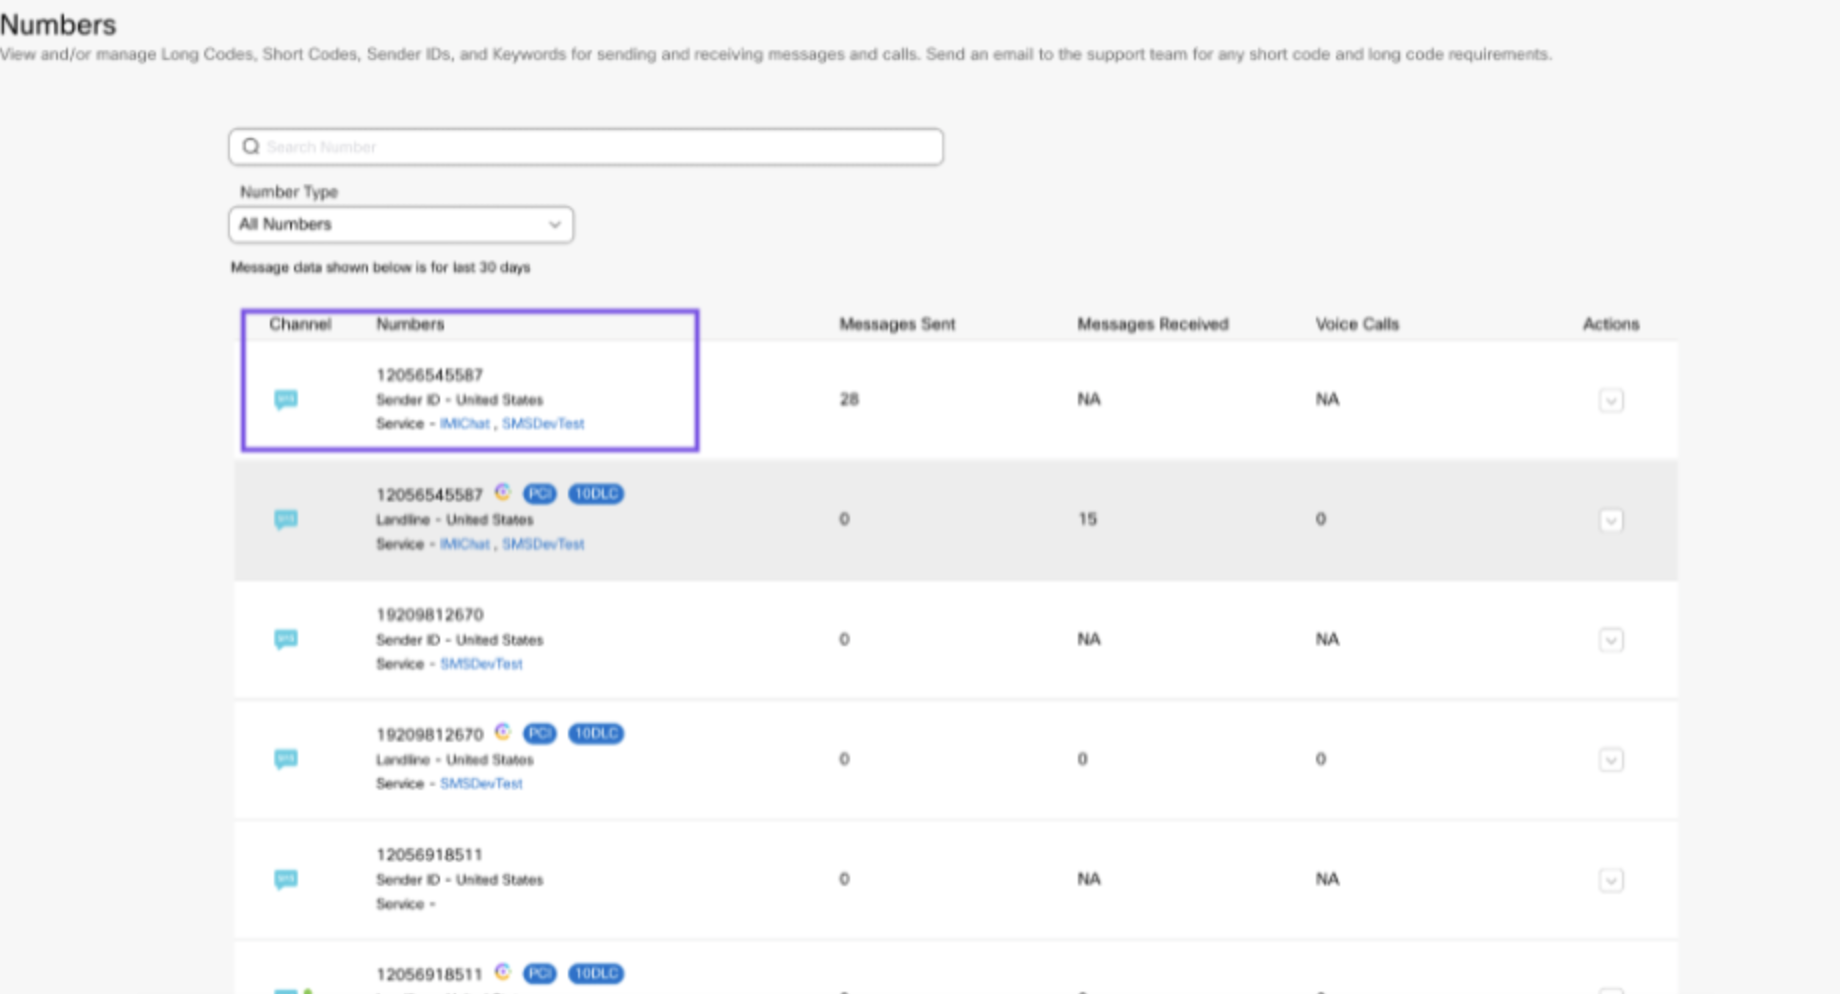 Numbers
View and/or manage Long Codes, Short Codes, Sender IDs, and Keywords for sending and receiving messages and calls. Send an email to the support team for any short code and long code requirements.
Search Number
Number Type
All Numbers
Message data shown below is for last 30 days
Channel Numbers Messages Sent Messages Received Voice Calls Actions
12056545587
Sender ID - United States 28 NA NA
Service - IMIChat , SMSDevTest
12056545587 PCI 10DLC
Landline - United States 0 15 0
Service - IMIChat , SMSDevTest
19209812670
Sender ID - United States 0 NA NA
Service - SMSDevTest
19209812670 PCI 10DLC
Landline - United States 0 0 0
Service - SMSDevTest
12056918511
Sender ID - United States 0 NA NA
Service -
12056918511 PCI 10DLC